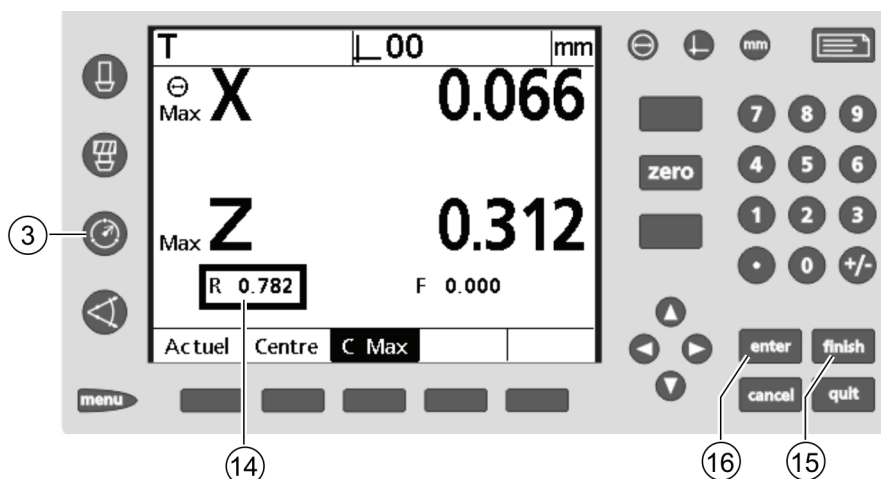 T 00 mm
mm
Max X 0.066
7 8 9
zero
4 5 6
3
1 2 3
Max Z 0.312
R 0.782 F 0.000
. 0 +/-
Actuel Centre C Max
enter finish
menu
cancel quit
14 16 15